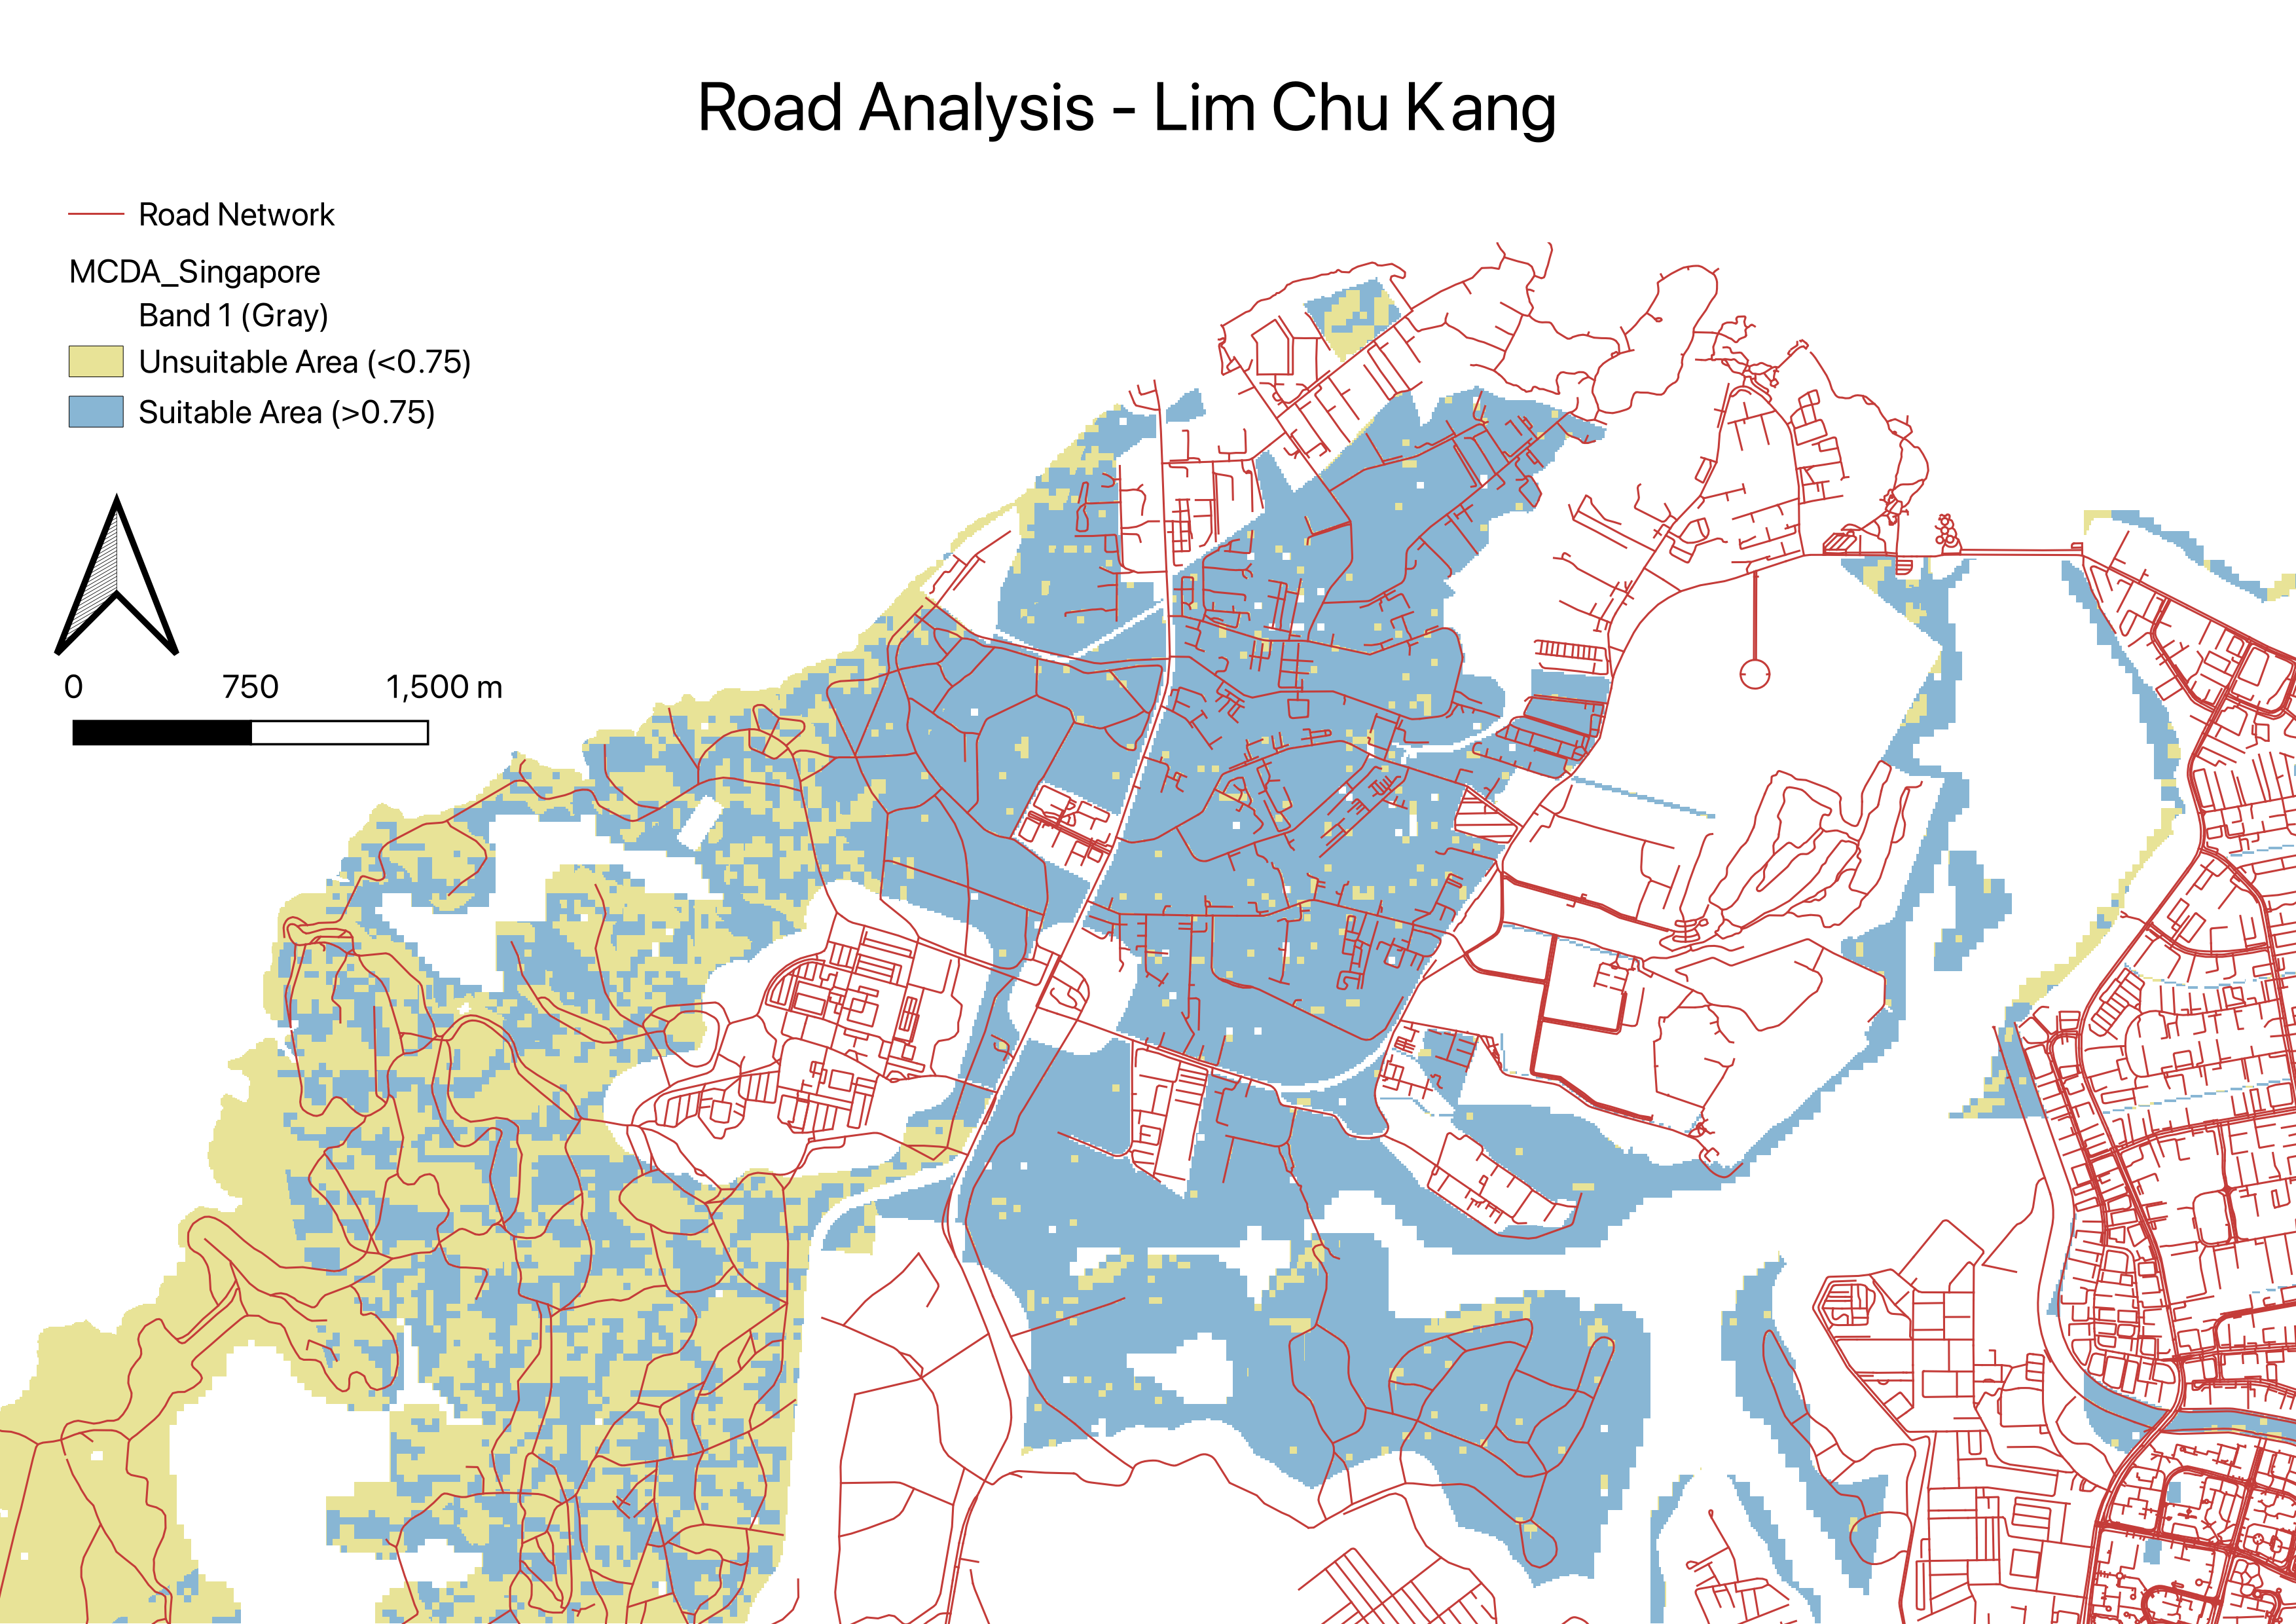 Road Analysis - Lim Chu Kang
Road Network
MCDA_Singapore
Band 1 (Gray)
Unsuitable Area (<0.75)
Suitable Area (>0.75)
0 750 1,500 m